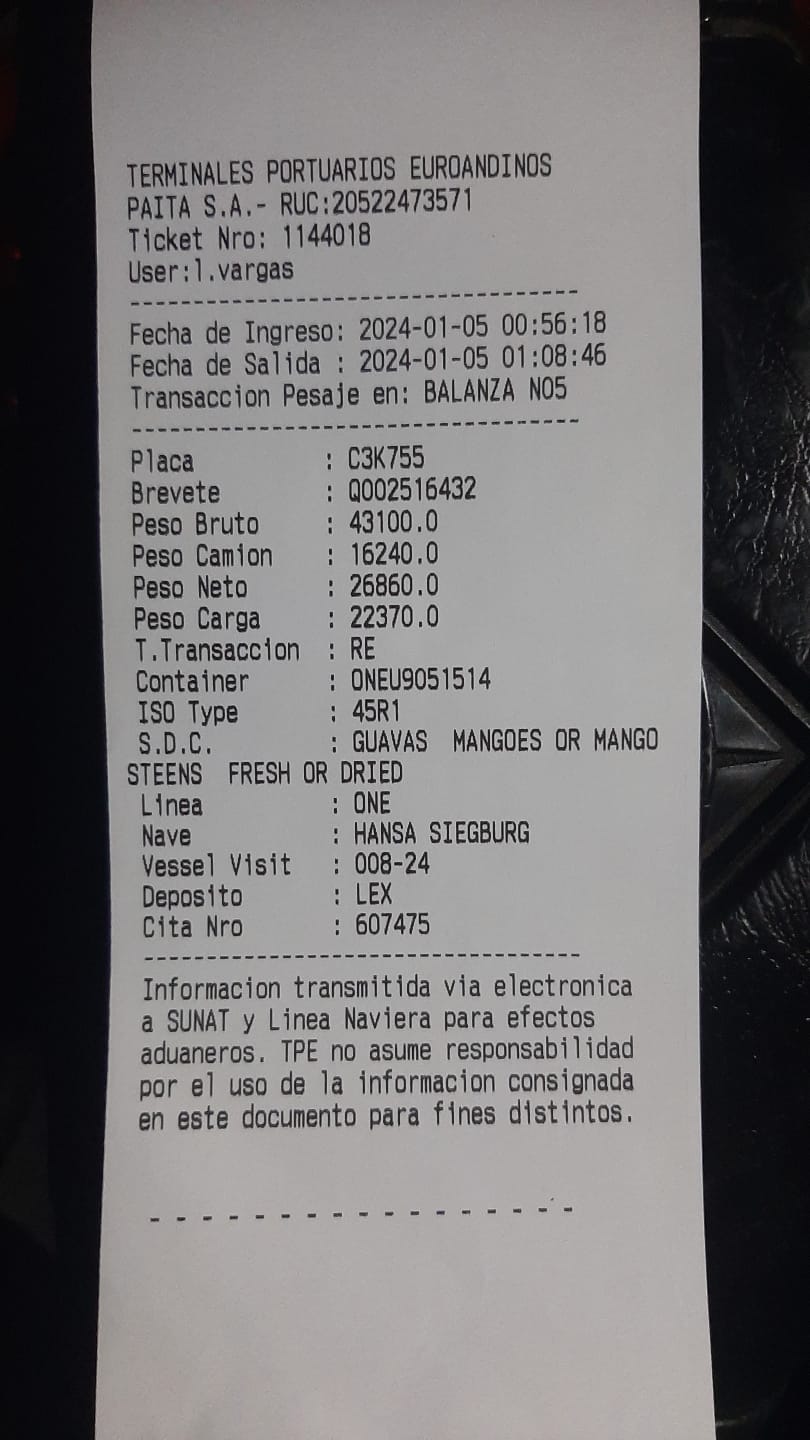 TERMINALES PORTUARIOS EUROANDINOS
PAITA S.A.- RUC:20522473571
Ticket Nro: 1144018
User:l.vargas
-----------------------------------
Fecha de Ingreso: 2024-01-05 00:56:18
Fecha de Salida : 2024-01-05 01:08:46
Transaccion Pesaje en: BALANZA NO5
-----------------------------------
Placa : C3K755
Brevete : Q002516432
Peso Bruto : 43100.0
Peso Camion : 16240.0
Peso Neto : 26860.0
Peso Carga : 22370.0
T.Transaccion : RE
Container : ONEU9051514
ISO Type : 45R1
S.D.C. : GUAVAS  MANGOES OR MANGO
STEENS  FRESH OR DRIED
Linea : ONE
Nave : HANSA SIEGBURG
Vessel Visit : 008-24
Deposito : LEX
Cita Nro : 607475
-----------------------------------
Informacion transmitida via electronica
a SUNAT y Linea Naviera para efectos
aduaneros. TPE no asume responsabilidad
por el uso de la informacion consignada
en este documento para fines distintos.
- - - - - - - - - - - - - - - - -